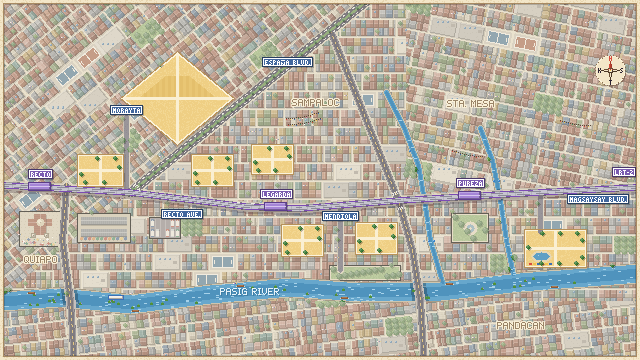 ESPAÑA BLVD.
SAMPALOC
STA. MESA
MORAYTA
RECTO
LRT-2
PUREZA
LEGARDA
MAGSAYSAY BLVD.
RECTO AVE.
MENDIOLA
QUIAPO
PASIG RIVER
PANDACAN